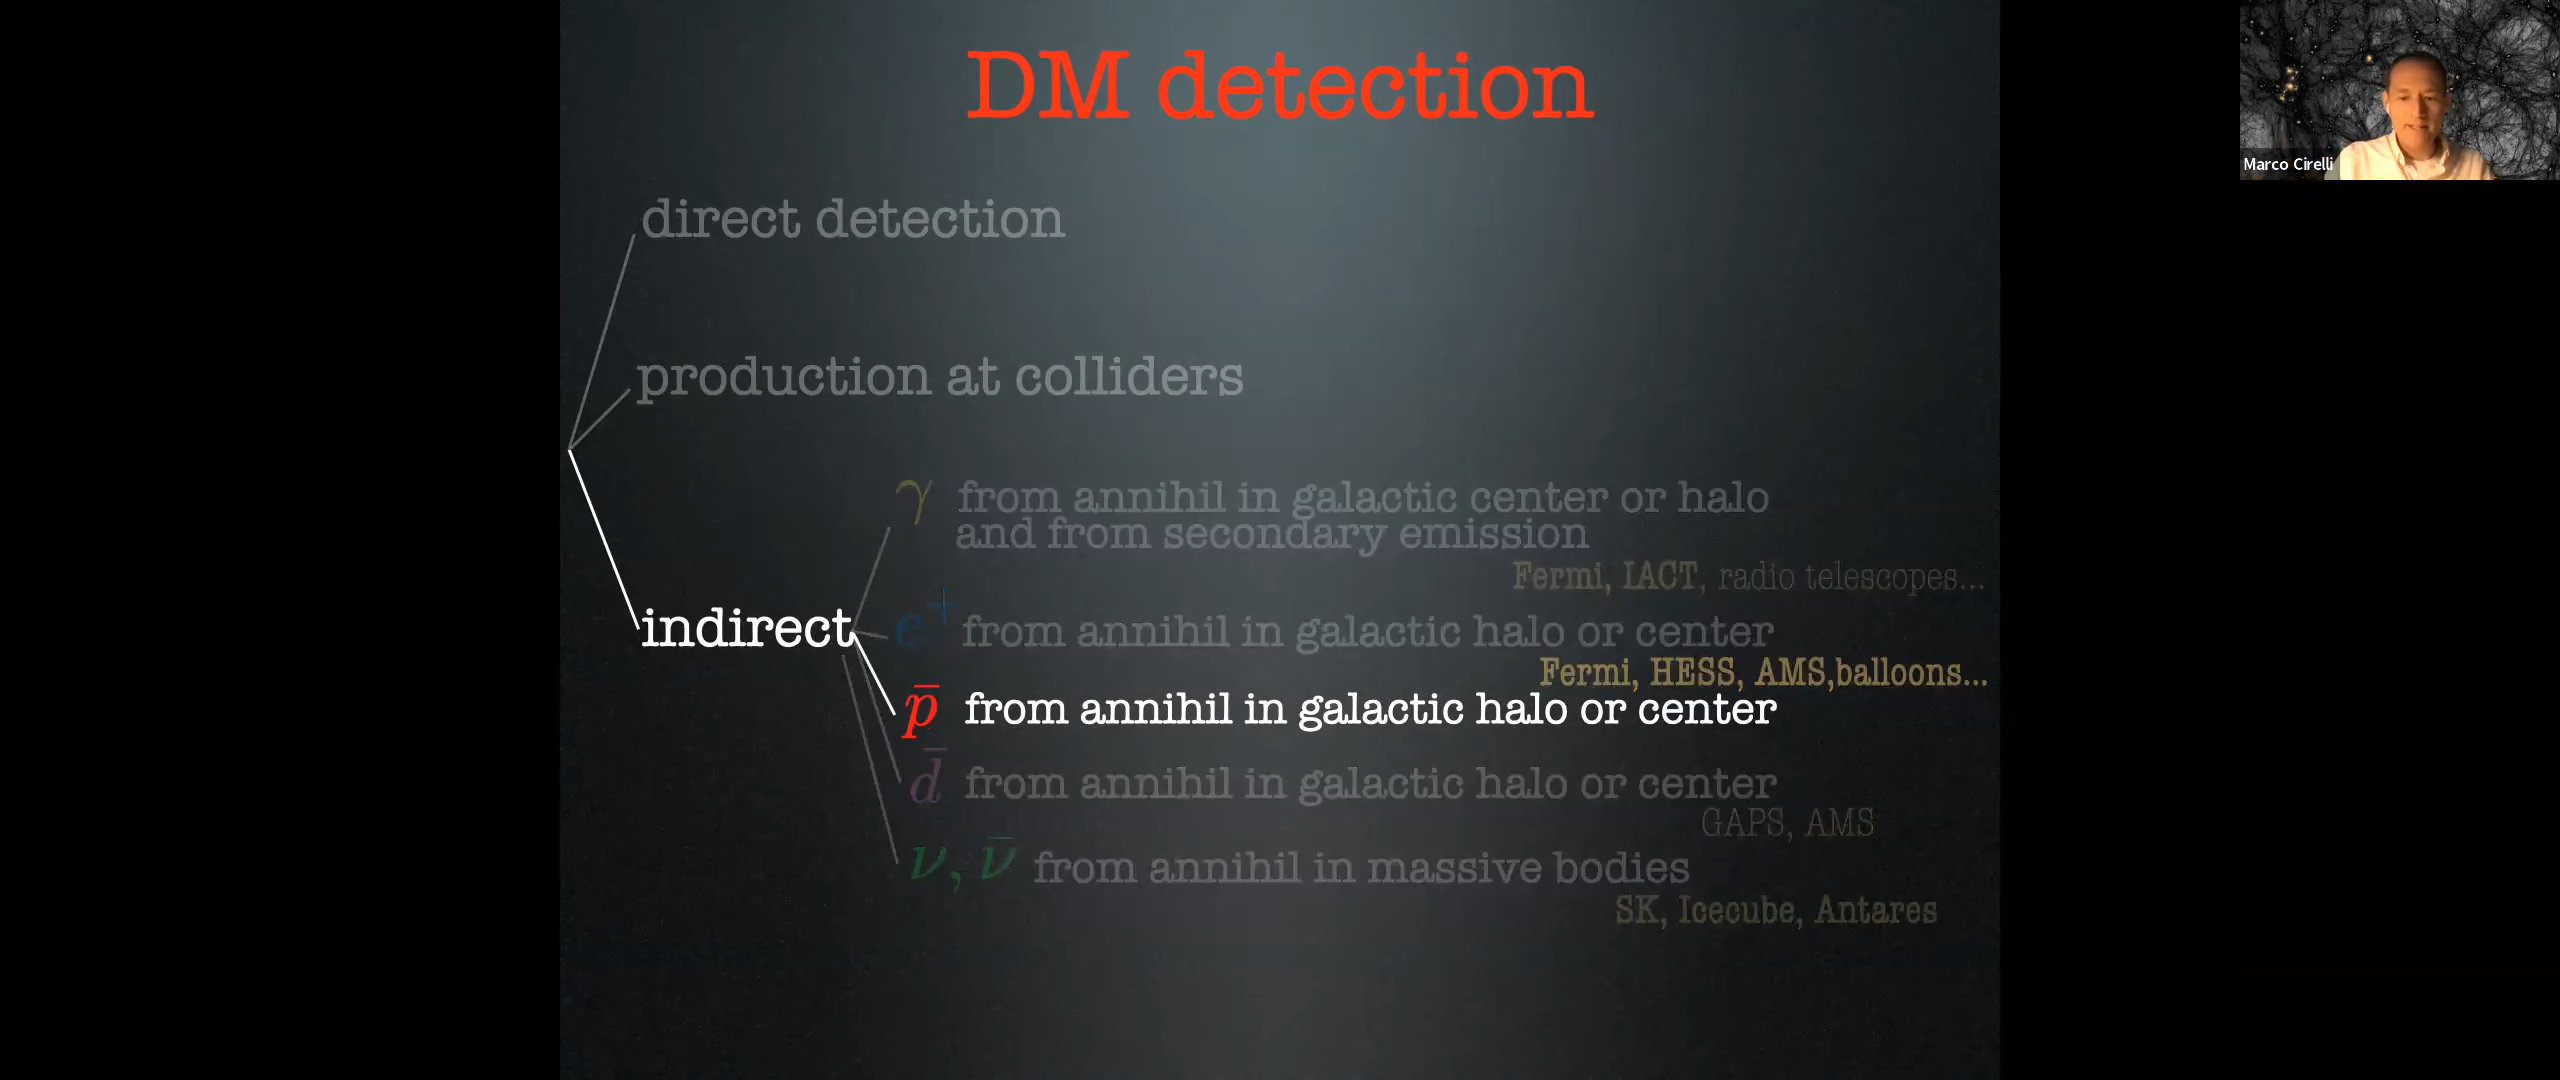 DM detection
Marco Cirelli
direct detection
production at colliders
γ from annihil in galactic center or halo
and from secondary emission
Fermi, IACT, radio telescopes...
indirect
e⁺ from annihil in galactic halo or center
Fermi, HESS, AMS,balloons...
p̄ from annihil in galactic halo or center
d̄ from annihil in galactic halo or center
GAPS, AMS
ν, ν̄ from annihil in massive bodies
SK, Icecube, Antares